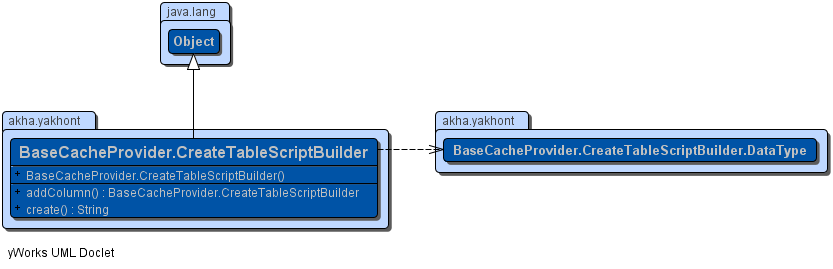 java.lang
Object
akha.yakhont
BaseCacheProvider.CreateTableScriptBuilder
+ BaseCacheProvider.CreateTableScriptBuilder()
+ addColumn() : BaseCacheProvider.CreateTableScriptBuilder
+ create() : String
akha.yakhont
BaseCacheProvider.CreateTableScriptBuilder.DataType
yWorks UML Doclet